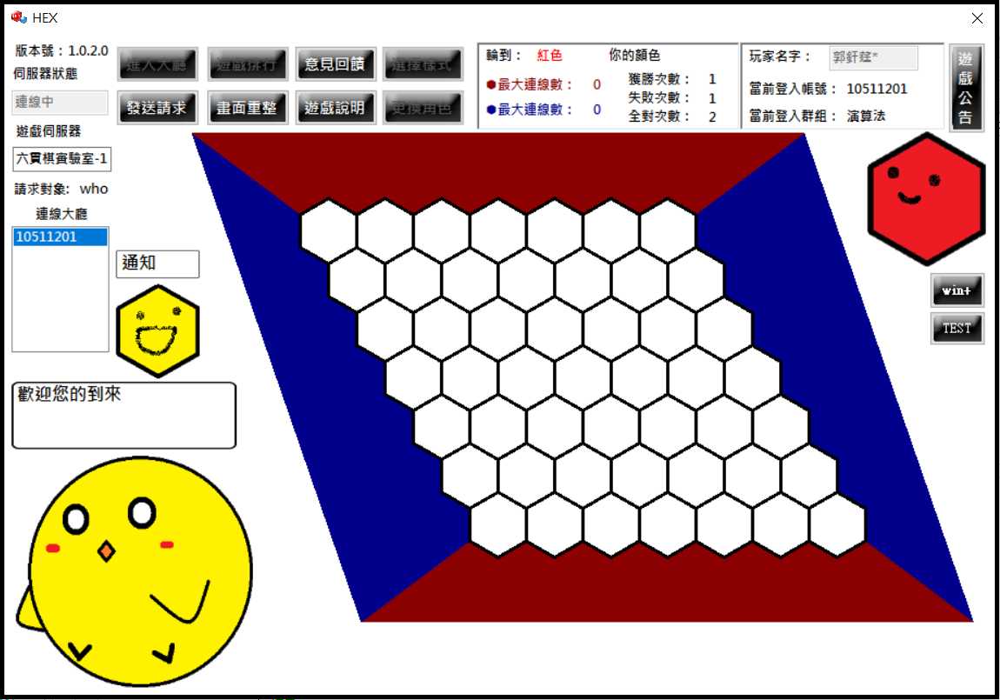 HEX
版本號：1.0.2.0
伺服器狀態
連線中
遊戲伺服器
六貫棋實驗室-1
請求對象: who
連線大廳
10511201
進入大廳
遊戲排行
意見回饋
選擇樣式
發送請求
畫面重整
遊戲說明
更換角色
輪到： 紅色
你的顏色
最大連線數： 0
最大連線數： 0
獲勝次數： 1
失敗次數： 1
全對次數： 2
玩家名字：
當前登入帳號： 10511201
當前登入群組： 演算法
遊戲公告
通知
歡迎您的到來
win+
TEST